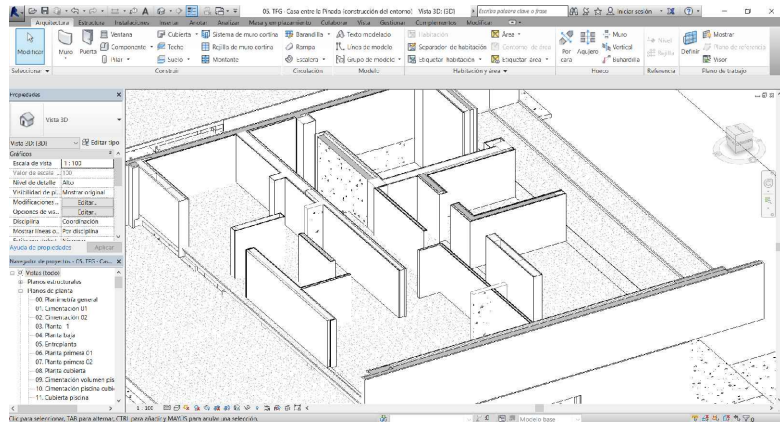 05. TFG - Casa entre la Pinada (construcción del entorno) Vista 3D: {3D}
Escriba palabra clave o frase
Iniciar sesión
Arquitectura Estructura Instalaciones Insertar Anotar Analizar Masa y emplazamiento Colaborar Vista Gestionar Complementos Modificar
Modificar
Muro
Puerta
Ventana
Componente
Pilar
Cubierta
Techo
Suelo
Sistema de muro cortina
Rejilla de muro cortina
Montante
Barandilla
Rampa
Escalera
Texto modelado
Línea de modelo
Grupo de modelo
Habitación
Separador de habitación
Etiquetar habitación
Área
Contorno de área
Etiquetar área
Por cara
Agujero
Muro
Vertical
Buhardilla
Nivel
Rejilla
Definir
Mostrar
Plano de referencia
Visor
Seleccionar
Construir
Circulación
Modelo
Habitación y área
Hueco
Referencia
Plano de trabajo
Propiedades
Vista 3D
Vista 3D: {3D}
Editar tipo
Gráficos
Escala de vista 1 : 100
Valor de escala ... 100
Nivel de detalle Alto
Visibilidad de pi... Mostrar original
Modificaciones... Editar...
Opciones de vis... Editar...
Disciplina Coordinación
Mostrar líneas o... Por disciplina
Ayuda de propiedades
Aplicar
Navegador de proyectos - 05. TFG - Cas...
Vistas (todo)
Planos estructurales
Planos de planta
00. Planimetría general
01. Cimentación 01
02. Cimentación 02
03. Planta -1
04. Planta baja
05. Entreplanta
06. Planta primera 01
07. Planta primera 02
08. Planta cubierta
09. Cimentación volumen pis
10. Cimentación piscina cubi
11. Cubierta piscina
1 : 100
Clic para seleccionar, TAB para alternar, CTRL para añadir y MAYÚS para anular una selección.
Modelo base